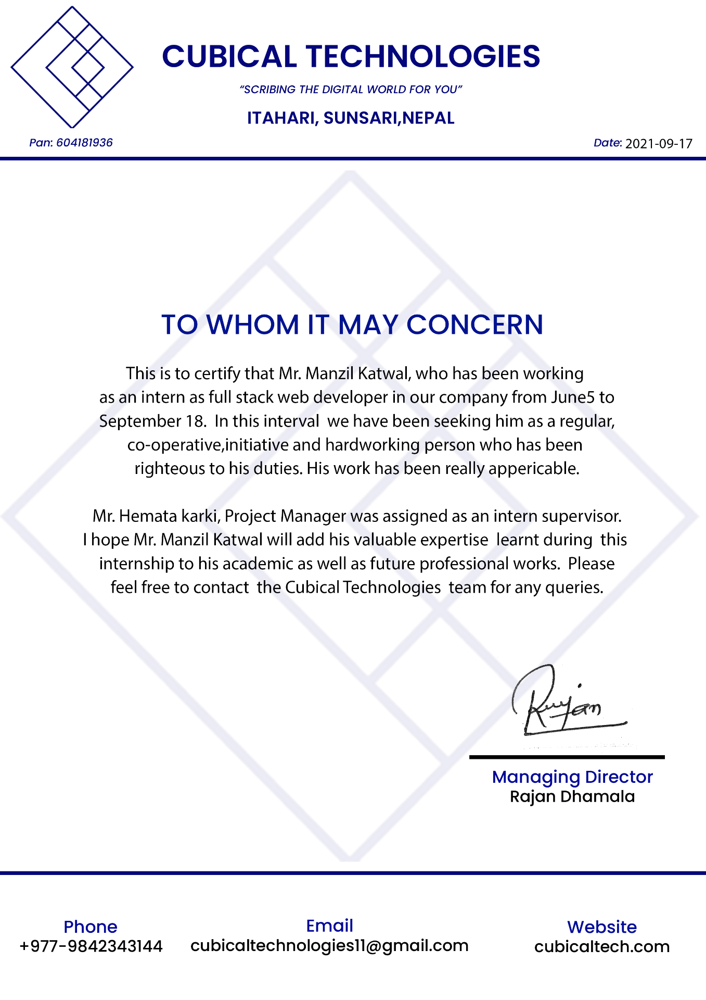 CUBICAL TECHNOLOGIES
“SCRIBING THE DIGITAL WORLD FOR YOU”
ITAHARI, SUNSARI,NEPAL
Pan: 604181936
Date: 2021-09-17
TO WHOM IT MAY CONCERN
This is to certify that Mr. Manzil Katwal, who has been working
as an intern as full stack web developer in our company from June5 to
September 18.  In this interval  we have been seeking him as a regular,
co-operative,initiative and hardworking person who has been
righteous to his duties. His work has been really appericable.
Mr. Hemata karki, Project Manager was assigned as an intern supervisor.
I hope Mr. Manzil Katwal will add his valuable expertise  learnt during  this
internship to his academic as well as future professional works.  Please
feel free to contact  the Cubical Technologies  team for any queries.
Rajan
Managing Director
Rajan Dhamala
Phone
+977-9842343144
Email
cubicaltechnologies11@gmail.com
Website
cubicaltech.com